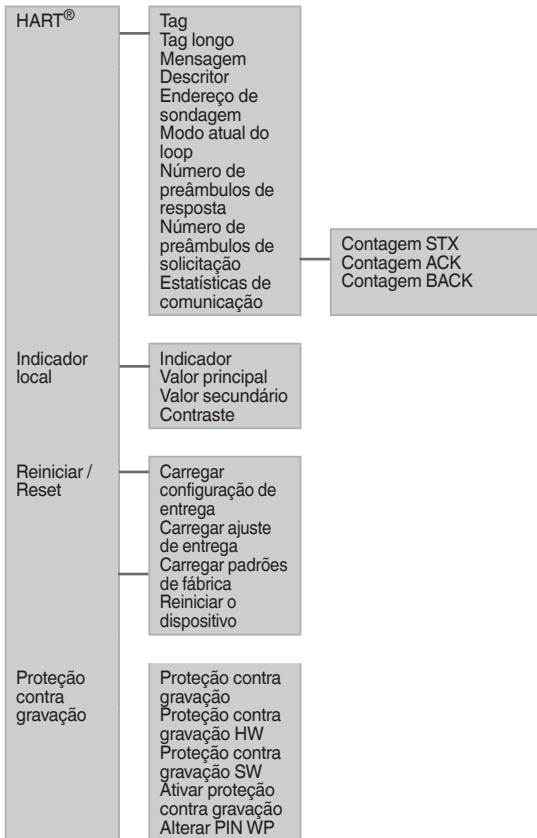 HART®
Tag
Tag longo
Mensagem
Descritor
Endereço de
sondagem
Modo atual do
loop
Número de
preâmbulos de
resposta
Número de
preâmbulos de
solicitação
Estatísticas de
comunicação
Contagem STX
Contagem ACK
Contagem BACK
Indicador
local
Indicador
Valor principal
Valor secundário
Contraste
Reiniciar /
Reset
Carregar
configuração de
entrega
Carregar ajuste
de entrega
Carregar padrões
de fábrica
Reiniciar o
dispositivo
Proteção
contra
gravação
Proteção contra
gravação
Proteção contra
gravação HW
Proteção contra
gravação SW
Ativar proteção
contra gravação
Alterar PIN WP